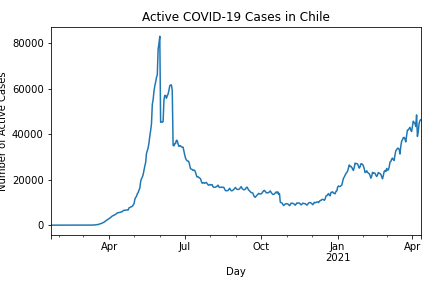 Active COVID-19 Cases in Chile
Number of Active Cases
80000
60000
40000
20000
0
Apr
Jul
Oct
Jan
2021
Apr
Day